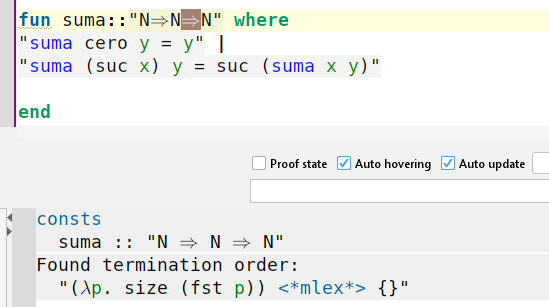 fun suma::"N⇒N⇒N" where
"suma cero y = y" |
"suma (suc x) y = suc (suma x y)"
end
Proof state Auto hovering Auto update
consts
suma :: "N ⇒ N ⇒ N"
Found termination order:
"(λp. size (fst p)) <*mlex*> {}"